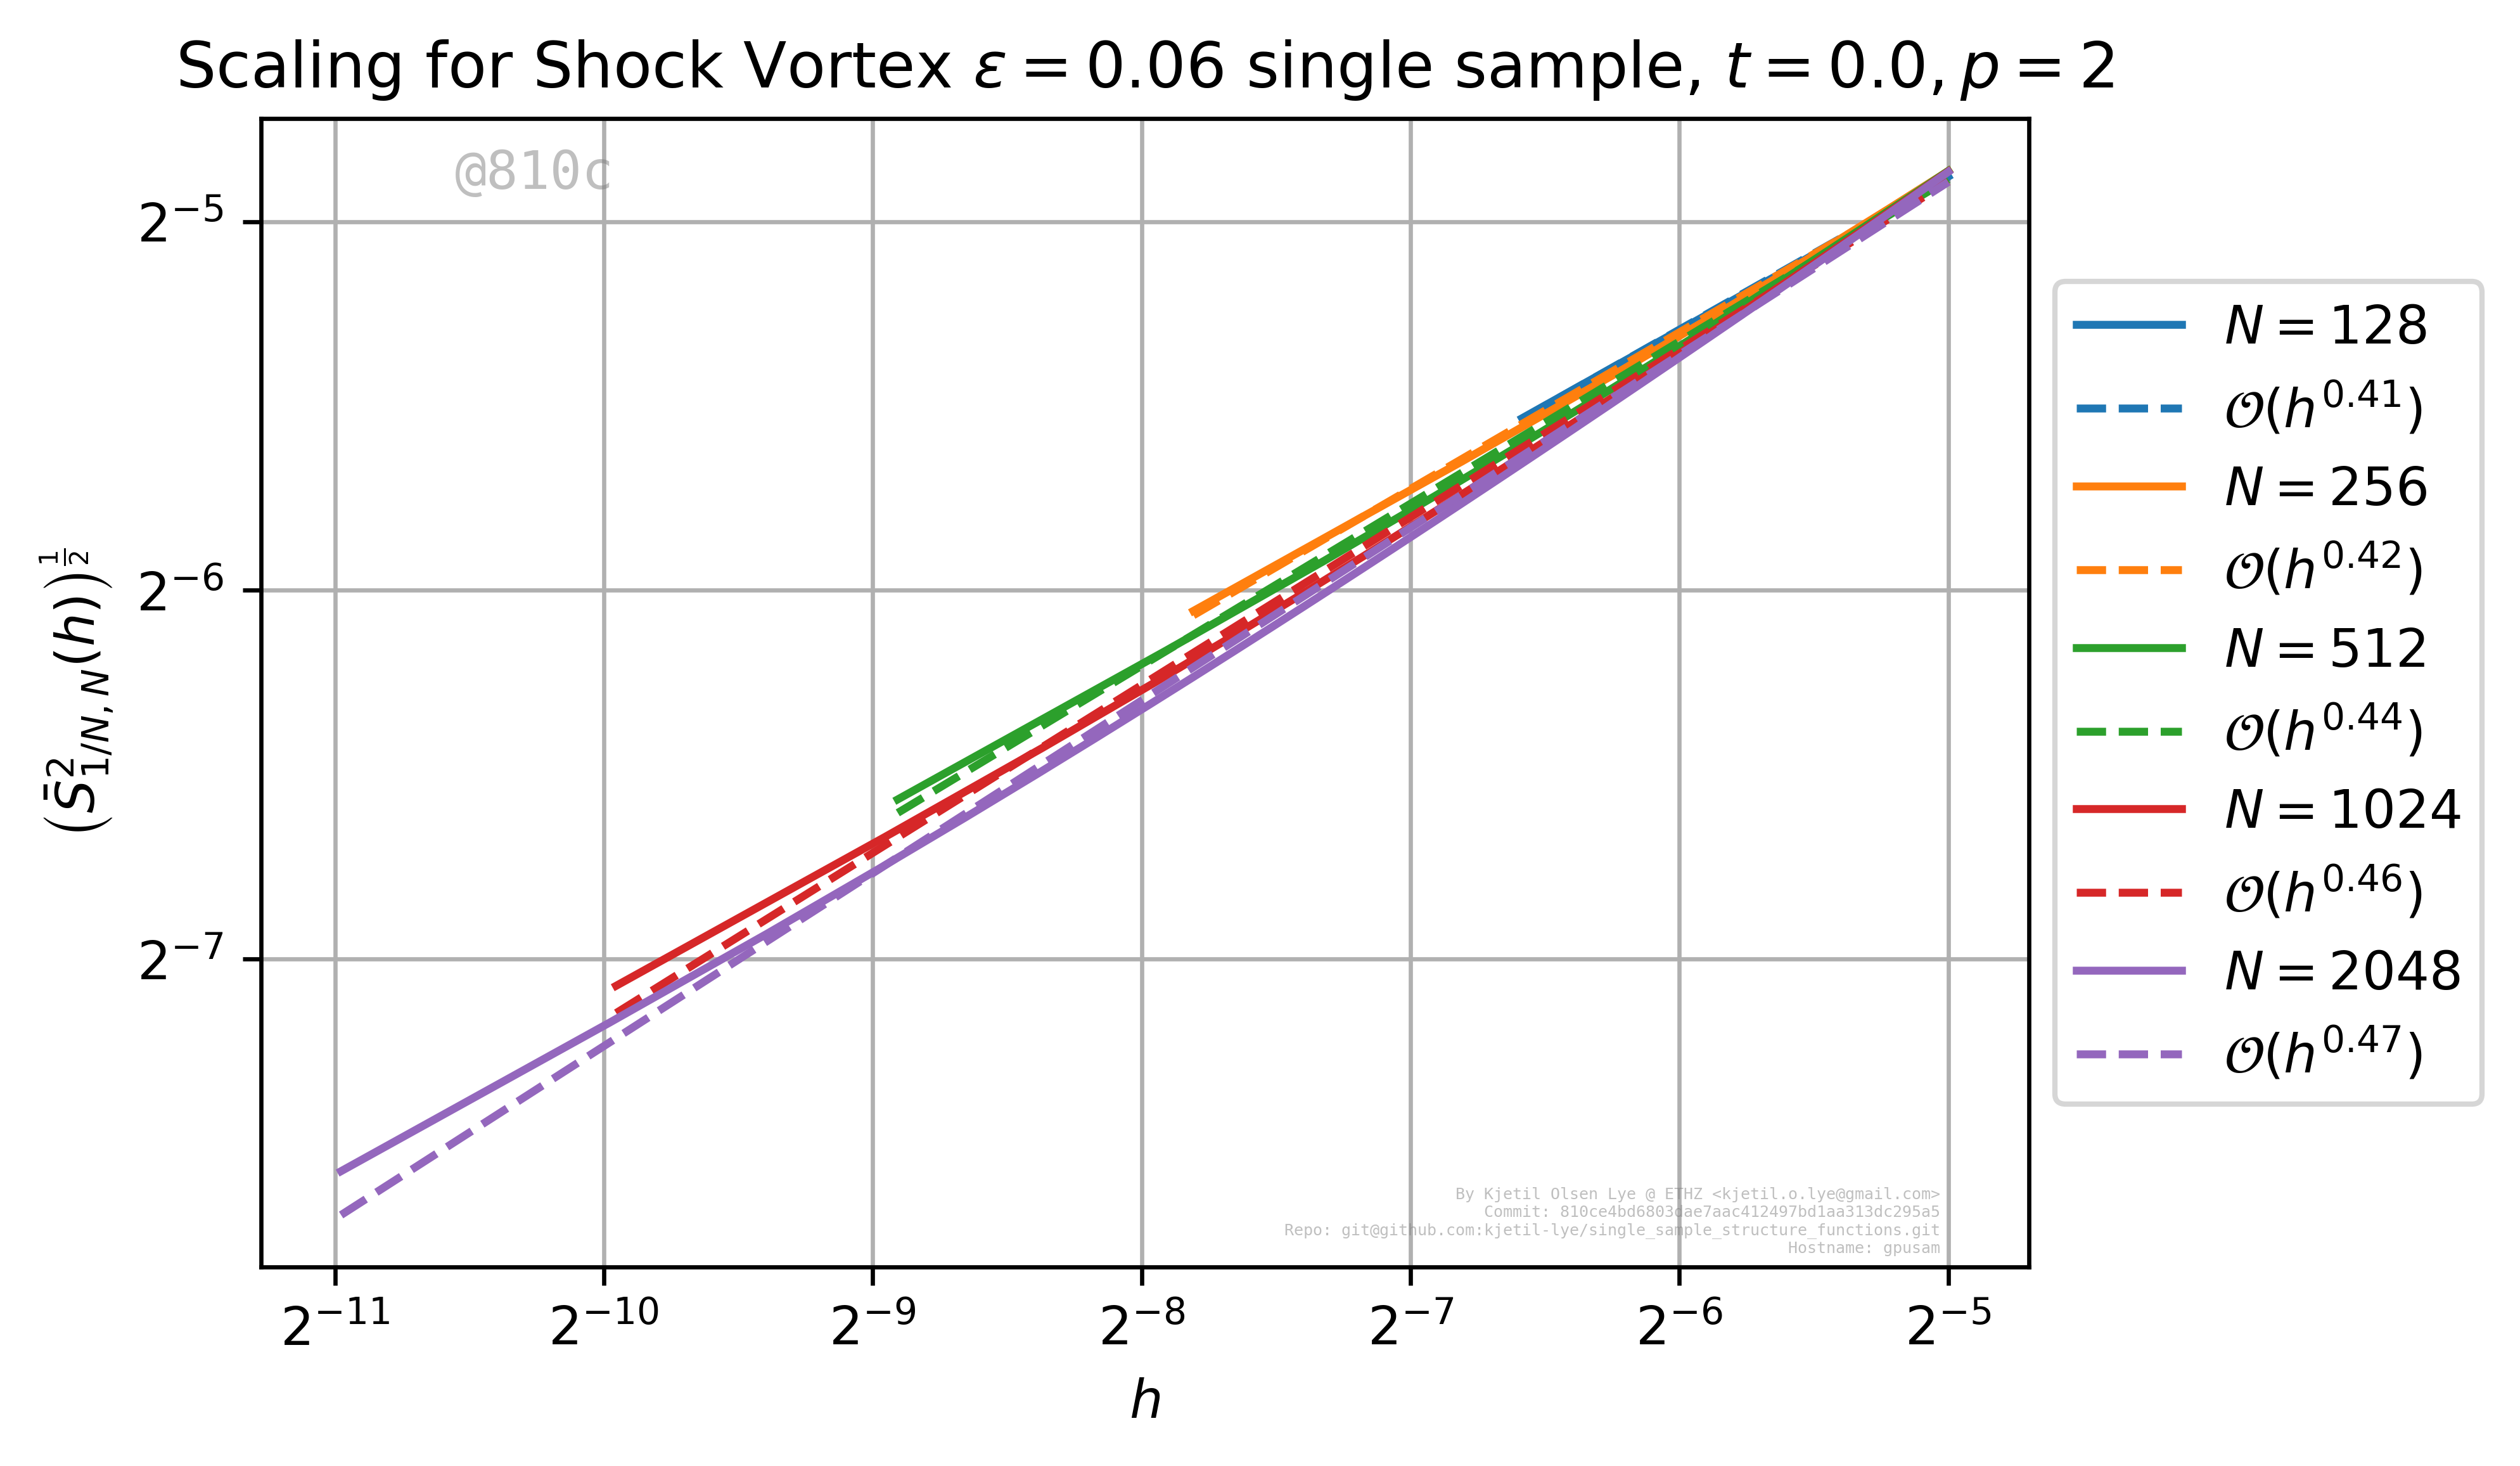 Scaling for Shock Vortex ε = 0.06 single sample, t = 0.0, p = 2
@810c
2⁻⁵
2⁻⁶
2⁻⁷
(S̄²₁/N, N(h))^½
2⁻¹¹
2⁻¹⁰
2⁻⁹
2⁻⁸
2⁻⁷
2⁻⁶
2⁻⁵
h
N = 128
𝒪(h^0.41)
N = 256
𝒪(h^0.42)
N = 512
𝒪(h^0.44)
N = 1024
𝒪(h^0.46)
N = 2048
𝒪(h^0.47)
By Kjetil Olsen Lye @ ETHZ <kjetil.o.lye@gmail.com>
Commit: 810ce4bd6803dae7aac412497bd1aa313dc295a5
Repo: git@github.com:kjetil-lye/single_sample_structure_functions.git
Hostname: gpusam